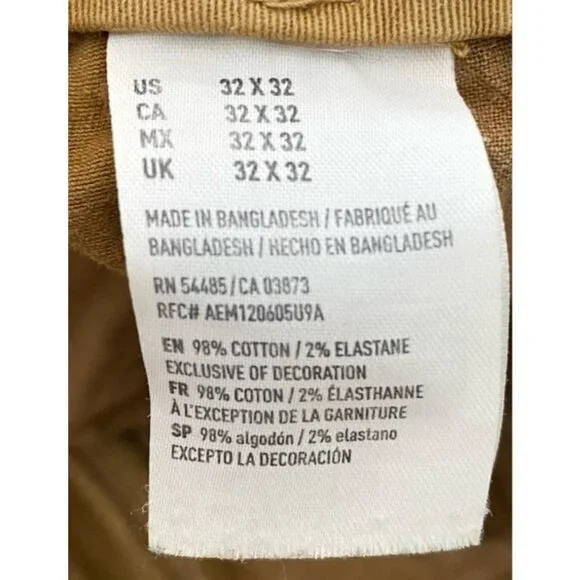 US 32 X 32
CA 32 X 32
MX 32 X 32
UK 32 X 32
MADE IN BANGLADESH / FABRIQUÉ AU
BANGLADESH / HECHO EN BANGLADESH
RN 54485 / CA 03873
RFC# AEM120605U9A
EN 98% COTTON / 2% ELASTANE
EXCLUSIVE OF DECORATION
FR 98% COTON / 2% ÉLASTHANNE
À L'EXCEPTION DE LA GARNITURE
SP 98% algodón / 2% elastano
EXCEPTO LA DECORACIÓN